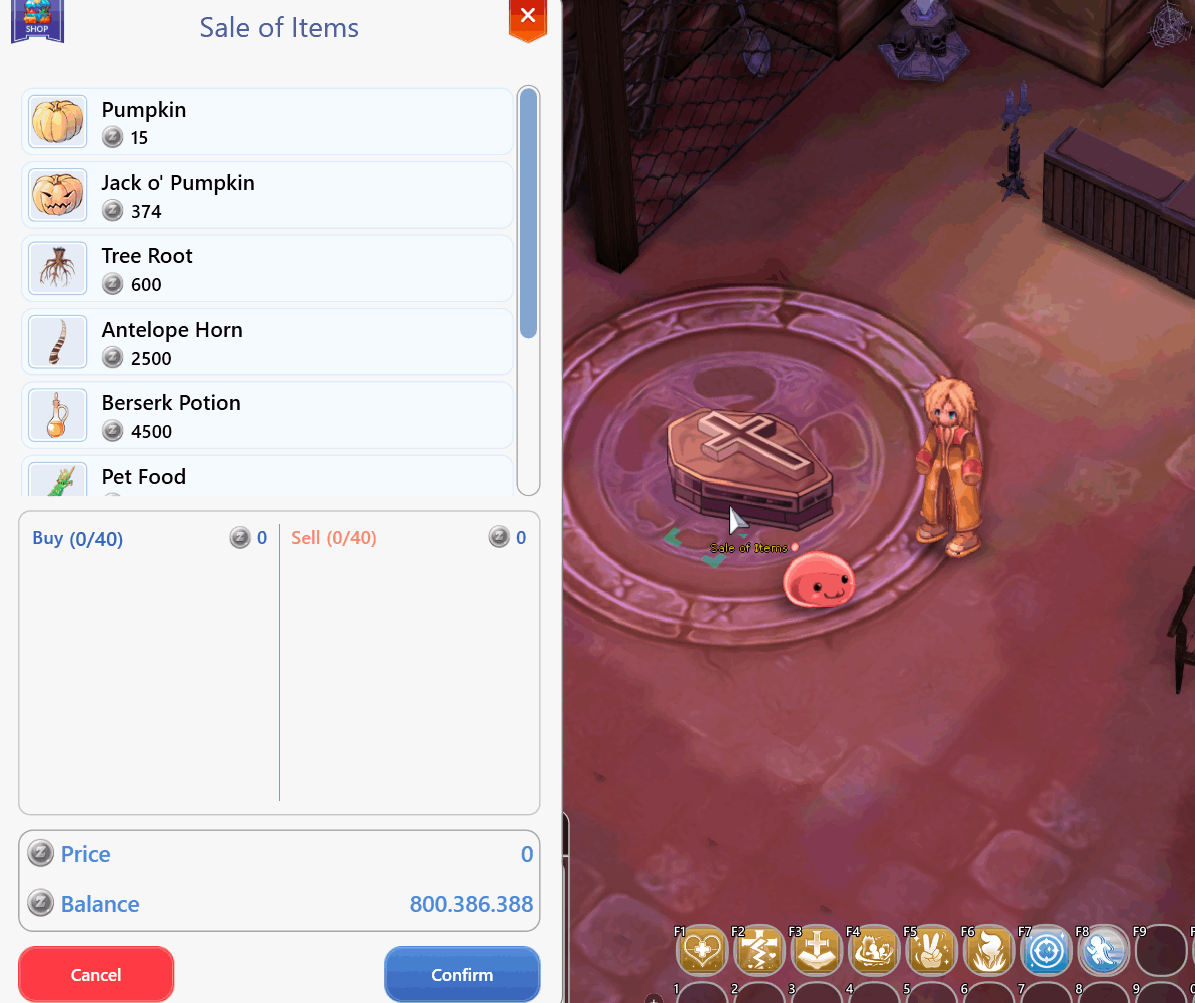 SHOP
Sale of Items
Pumpkin
15
Jack o' Pumpkin
374
Tree Root
600
Antelope Horn
2500
Berserk Potion
4500
Pet Food
Buy (0/40)
0
Sell (0/40)
0
Price
0
Balance
800.386.388
Cancel
Confirm
Sale of Items
F1 F2 F3 F4 F5 F6 F7 F8 F9
1 2 3 4 5 6 7 8 9